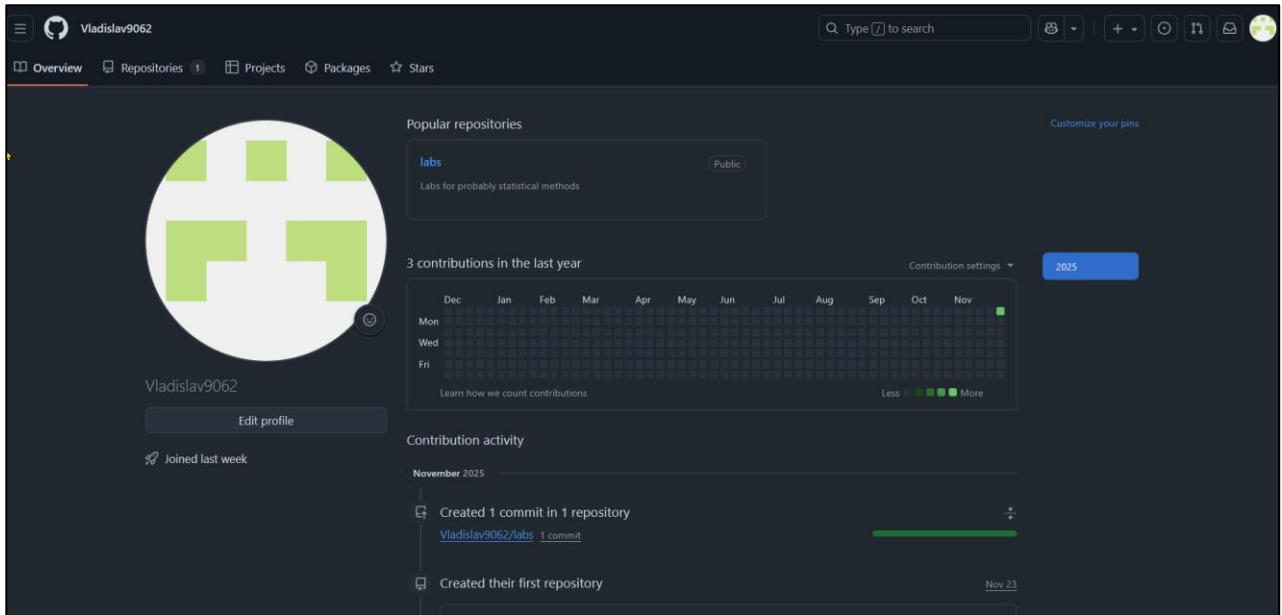 Vladislav9062
Type / to search
Overview
Repositories 1
Projects
Packages
Stars
Popular repositories
Customize your pins
labs
Public
Labs for probably statistical methods
3 contributions in the last year
Contribution settings
2025
Dec Jan Feb Mar Apr May Jun Jul Aug Sep Oct Nov
Mon
Wed
Fri
Learn how we count contributions
Less
More
Vladislav9062
Edit profile
Joined last week
Contribution activity
November 2025
Created 1 commit in 1 repository
Vladislav9062/labs 1 commit
Created their first repository
Nov 23